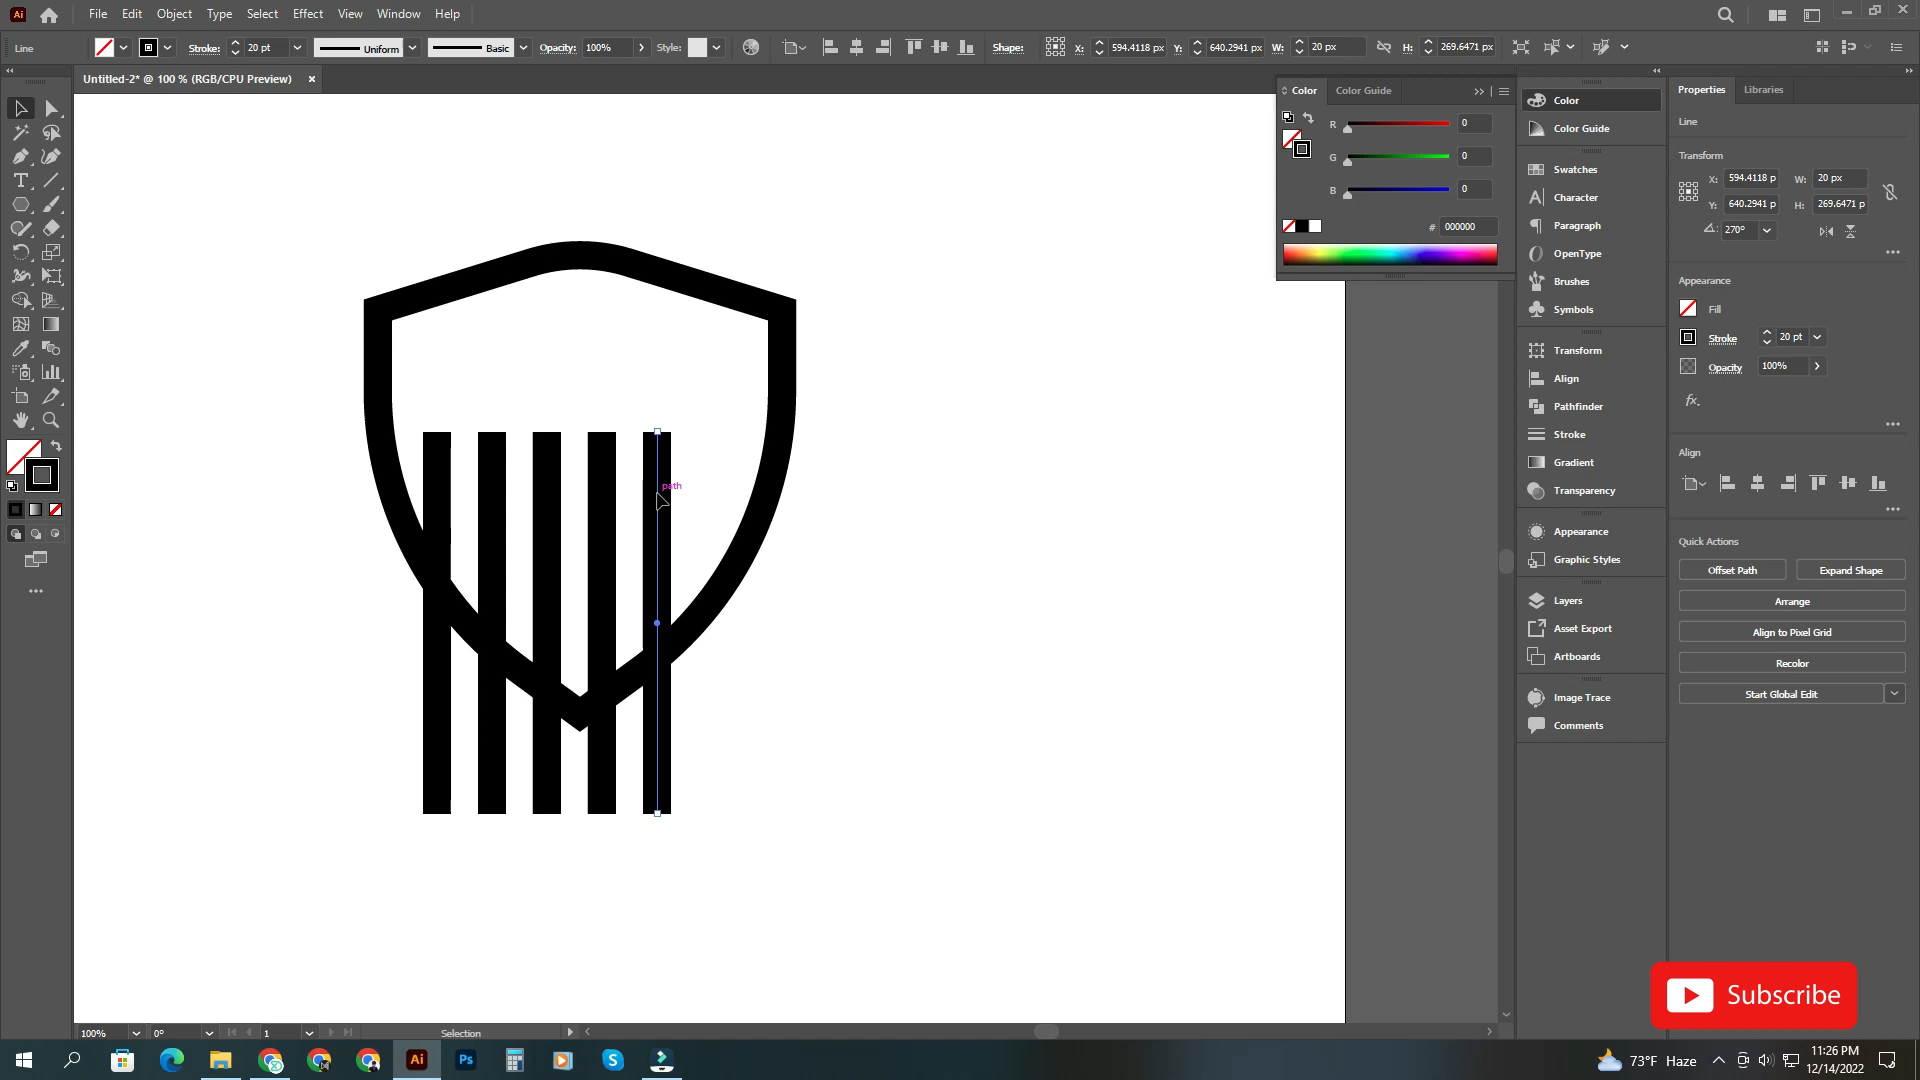 Ai File Edit Object Type Select Effect View Window Help
Line Stroke: 20 pt Uniform Basic Opacity: 100% Style: Shape: X: 594.4118 px Y: 640.2941 px W: 20 px H: 269.6471 px
Untitled-2* @ 100 % (RGB/CPU Preview) ×
Color Color Guide
R 0
G 0
B 0
# 000000
Color
Color Guide
Swatches
Character
Paragraph
OpenType
Brushes
Symbols
Transform
Align
Pathfinder
Stroke
Gradient
Transparency
Appearance
Graphic Styles
Layers
Asset Export
Artboards
Image Trace
Comments
Properties Libraries
Line
Transform
X: 594.4118 p W: 20 px
Y: 640.2941 p H: 269.6471 p
270°
Appearance
Fill
Stroke 20 pt
Opacity 100%
fx.
Align
Quick Actions
Offset Path Expand Shape
Arrange
Align to Pixel Grid
Recolor
Start Global Edit
path
Subscribe
100% 0° 1 Selection
Ai Ps 73°F Haze 11:26 PM
12/14/2022